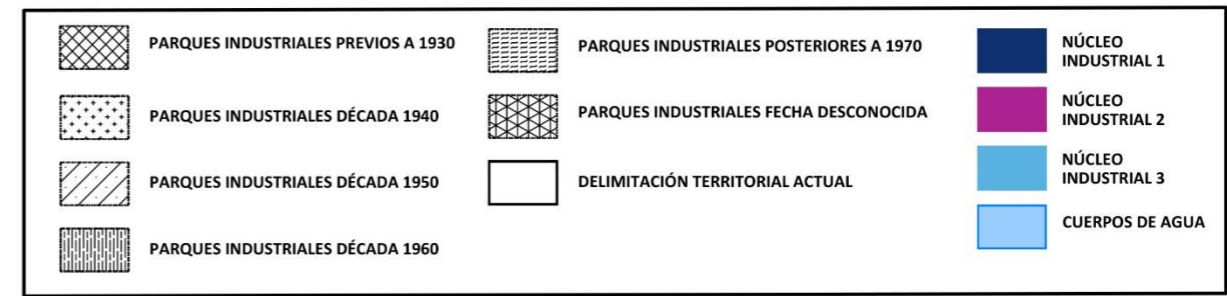 PARQUES INDUSTRIALES PREVIOS A 1930
PARQUES INDUSTRIALES DÉCADA 1940
PARQUES INDUSTRIALES DÉCADA 1950
PARQUES INDUSTRIALES DÉCADA 1960
PARQUES INDUSTRIALES POSTERIORES A 1970
PARQUES INDUSTRIALES FECHA DESCONOCIDA
DELIMITACIÓN TERRITORIAL ACTUAL
NÚCLEO
INDUSTRIAL 1
NÚCLEO
INDUSTRIAL 2
NÚCLEO
INDUSTRIAL 3
CUERPOS DE AGUA